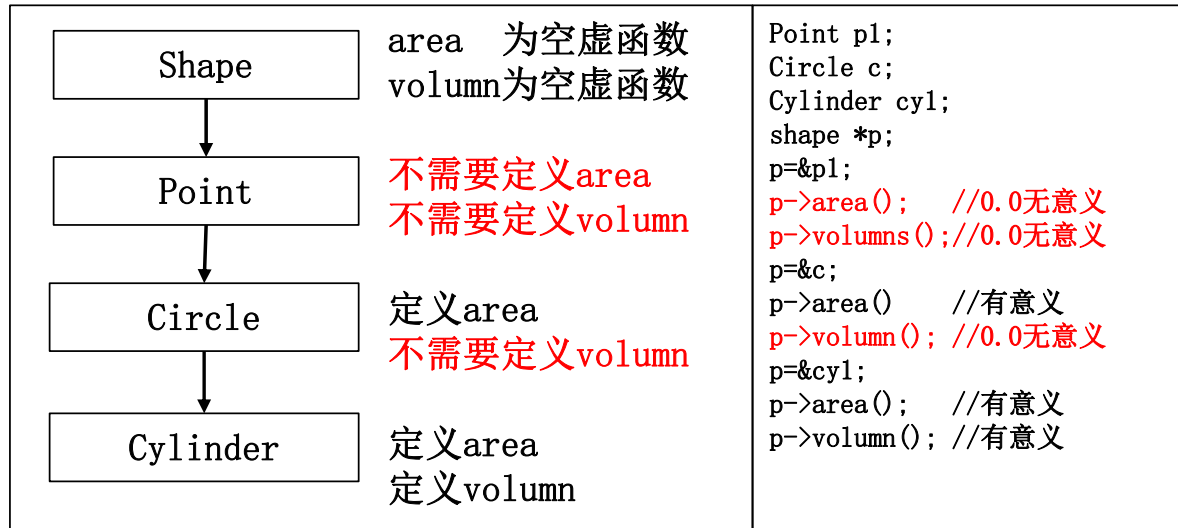 Shape
area 为空虚函数
volumn为空虚函数
Point
不需要定义area
不需要定义volumn
Circle
定义area
不需要定义volumn
Cylinder
定义area
定义volumn
Point p1;
Circle c;
Cylinder cy1;
shape *p;
p=&p1;
p->area(); //0.0无意义
p->volumns();//0.0无意义
p=&c;
p->area() //有意义
p->volumn(); //0.0无意义
p=&cy1;
p->area(); //有意义
p->volumn(); //有意义